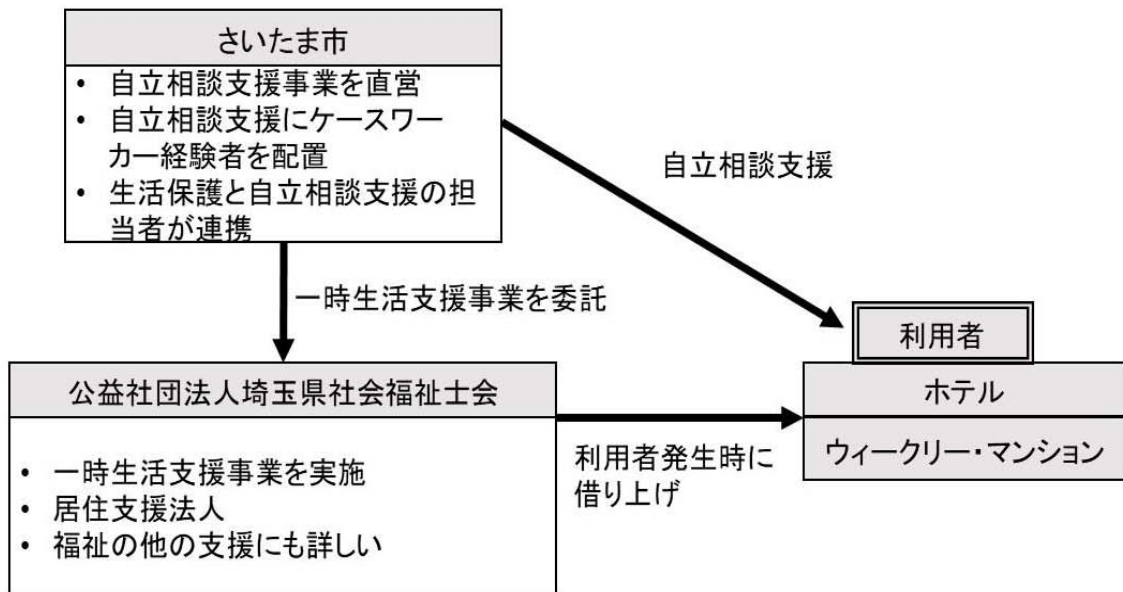 さいたま市
• 自立相談支援事業を直営
• 自立相談支援にケースワー
カー経験者を配置
• 生活保護と自立相談支援の担
当者が連携
自立相談支援
一時生活支援事業を委託
利用者
ホテル
ウィークリー・マンション
公益社団法人埼玉県社会福祉士会
• 一時生活支援事業を実施
• 居住支援法人
• 福祉の他の支援にも詳しい
利用者発生時に
借り上げ